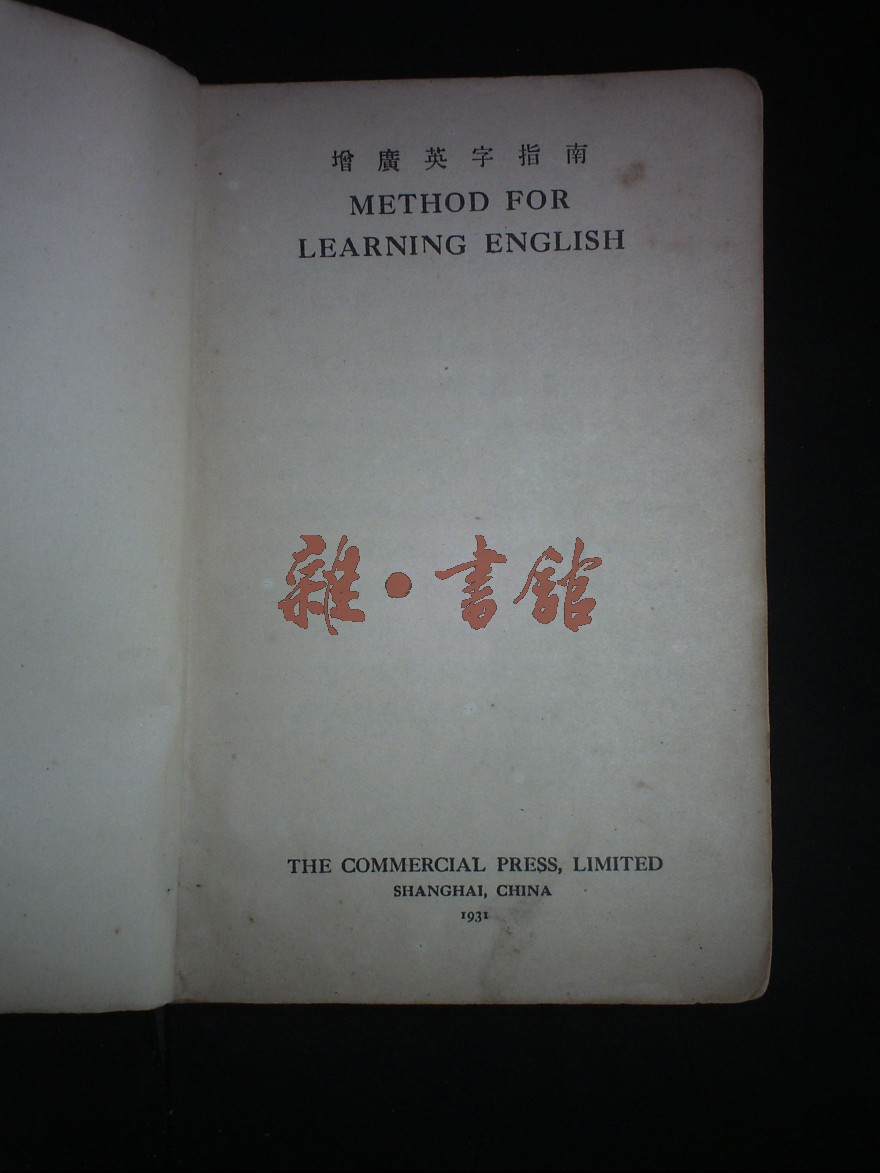 增廣英字指南
METHOD FOR
LEARNING ENGLISH
雜·書館
THE COMMERCIAL PRESS, LIMITED
SHANGHAI, CHINA
1931